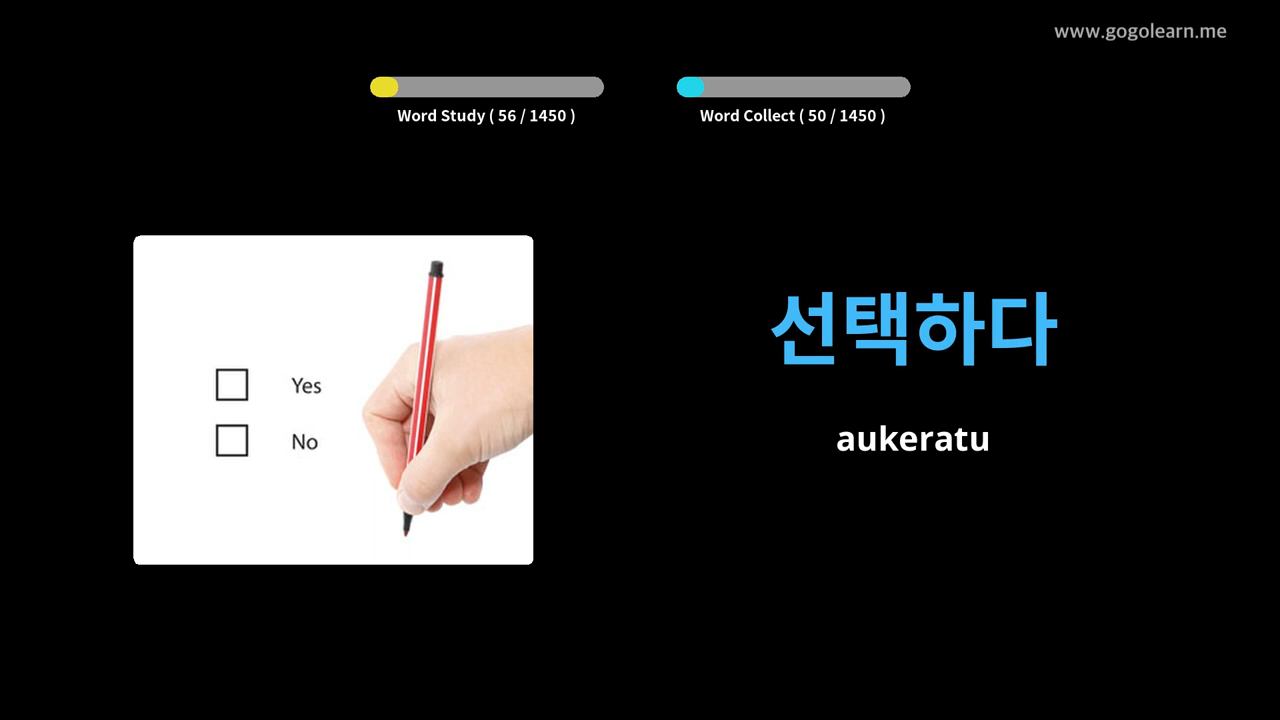 www.gogolearn.me
Word Study ( 56 / 1450 )
Word Collect ( 50 / 1450 )
Yes
No
선택하다
aukeratu